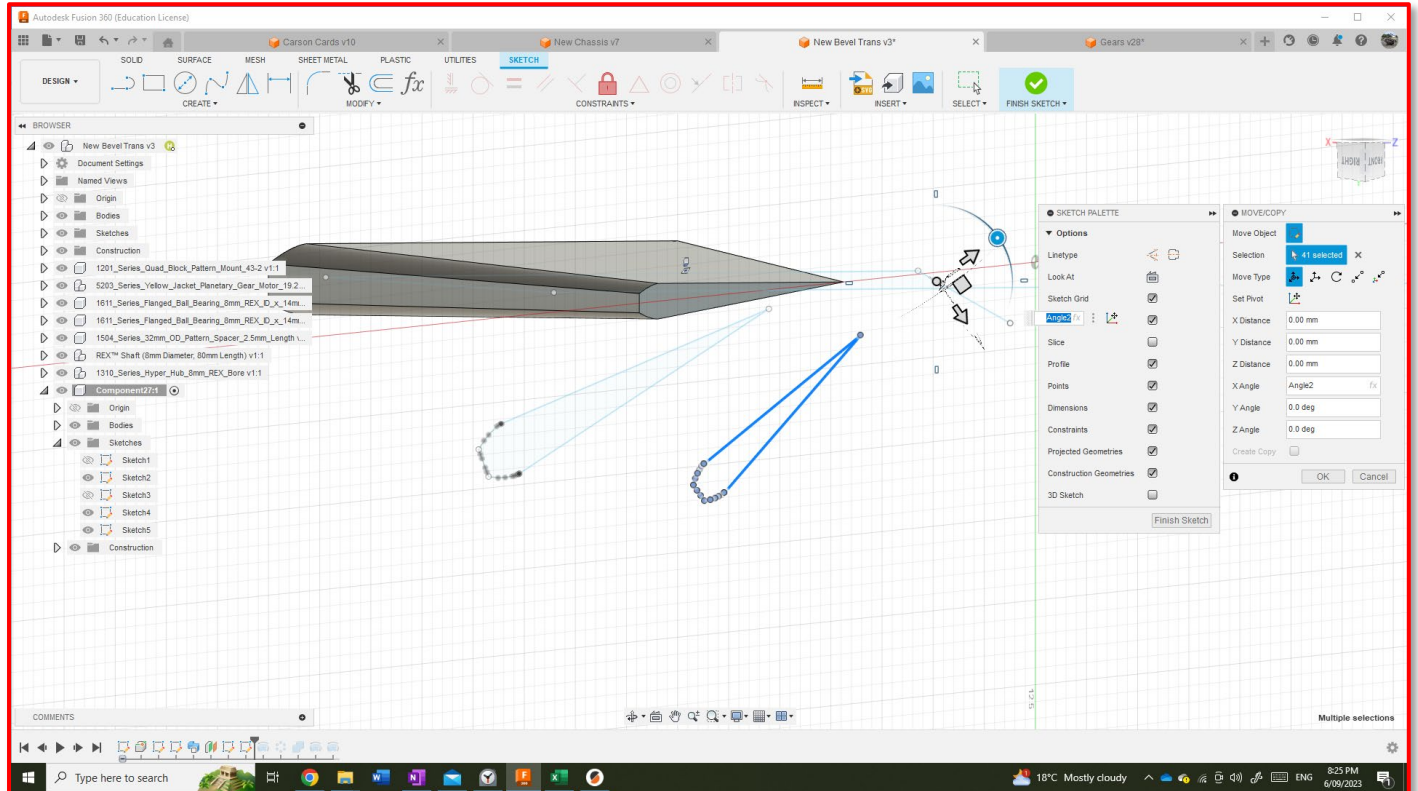 Autodesk Fusion 360 (Education License)
Carson Cards v10
New Chassis v7
New Bevel Trans v3*
Gears v28*
SOLID SURFACE MESH SHEET METAL PLASTIC UTILITIES SKETCH
DESIGN
CREATE
MODIFY
CONSTRAINTS
INSPECT
INSERT
SELECT
FINISH SKETCH
BROWSER
New Bevel Trans v3
Document Settings
Named Views
Origin
Bodies
Sketches
Construction
1201_Series_Quad_Block_Pattern_Mount_43-2 v1:1
5203_Series_Yellow_Jacket_Planetary_Gear_Motor_19.2...
1611_Series_Flanged_Ball_Bearing_8mm_REX_ID_x_14m...
1611_Series_Flanged_Ball_Bearing_8mm_REX_ID_x_14m...
1504_Series_32mm_OD_Pattern_Spacer_2.5mm_Length v...
REX™ Shaft (8mm Diameter, 80mm Length) v1:1
1310_Series_Hyper_Hub_8mm_REX_Bore v1:1
Component27:1
Origin
Bodies
Sketches
Sketch1
Sketch2
Sketch3
Sketch4
Sketch5
Construction
X
Z
RIGHT
FRONT
Angle2 fx
12.5
SKETCH PALETTE
Options
Linetype
Look At
Sketch Grid
Slice
Profile
Points
Dimensions
Constraints
Projected Geometries
Construction Geometries
3D Sketch
Finish Sketch
MOVE/COPY
Move Object
Selection 41 selected
Move Type
Set Pivot
X Distance 0.00 mm
Y Distance 0.00 mm
Z Distance 0.00 mm
X Angle Angle2 fx
Y Angle 0.0 deg
Z Angle 0.0 deg
Create Copy
OK Cancel
COMMENTS
Multiple selections
Type here to search
18°C Mostly cloudy
ENG
8:25 PM
6/09/2023